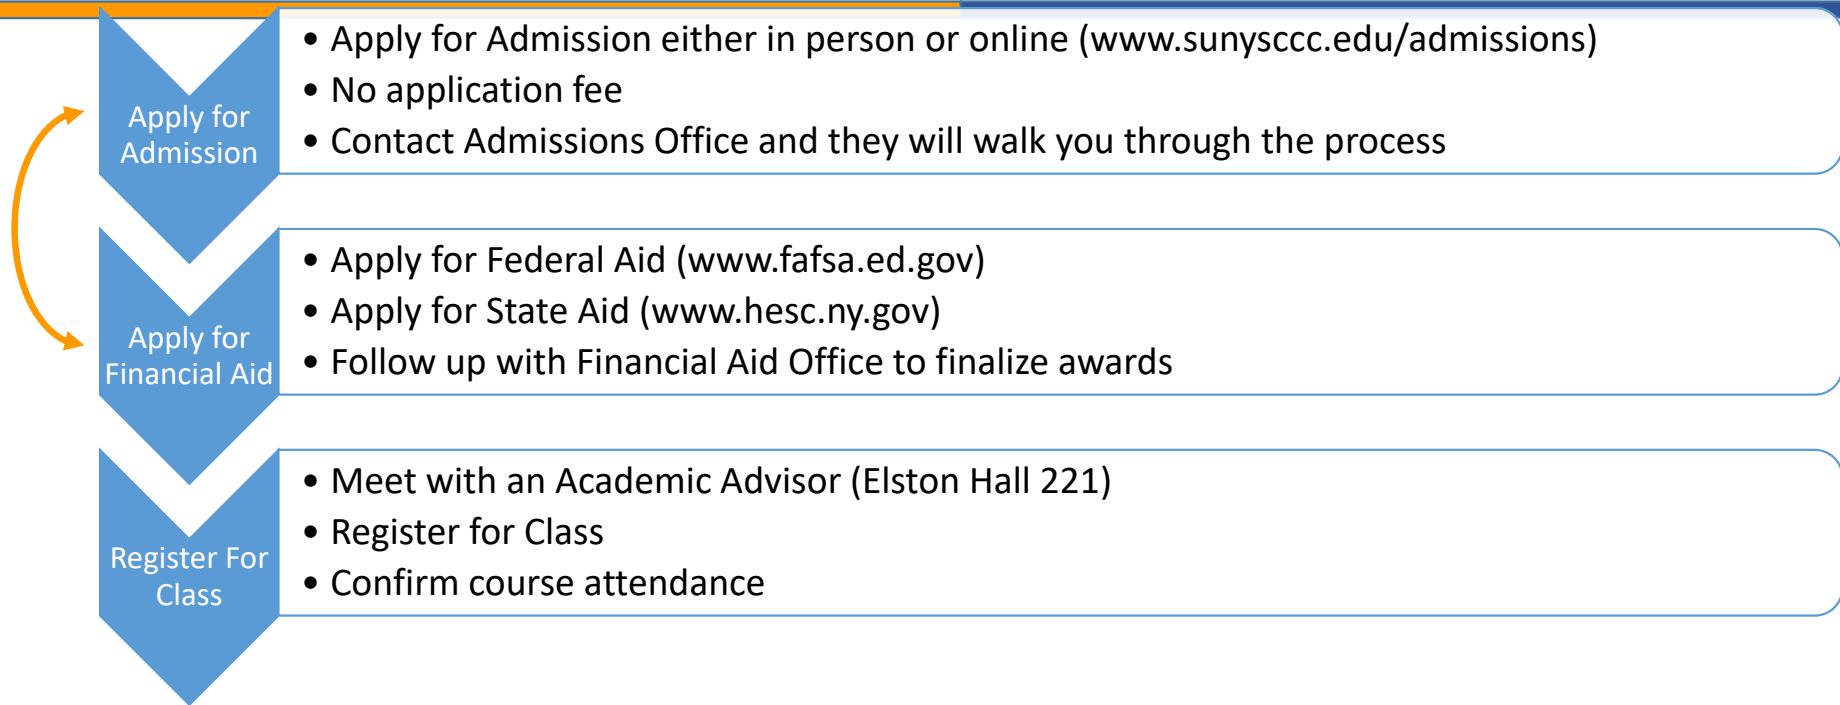 Apply for
Admission
• Apply for Admission either in person or online (www.sunysccc.edu/admissions)
• No application fee
• Contact Admissions Office and they will walk you through the process
Apply for
Financial Aid
• Apply for Federal Aid (www.fafsa.ed.gov)
• Apply for State Aid (www.hesc.ny.gov)
• Follow up with Financial Aid Office to finalize awards
Register For
Class
• Meet with an Academic Advisor (Elston Hall 221)
• Register for Class
• Confirm course attendance